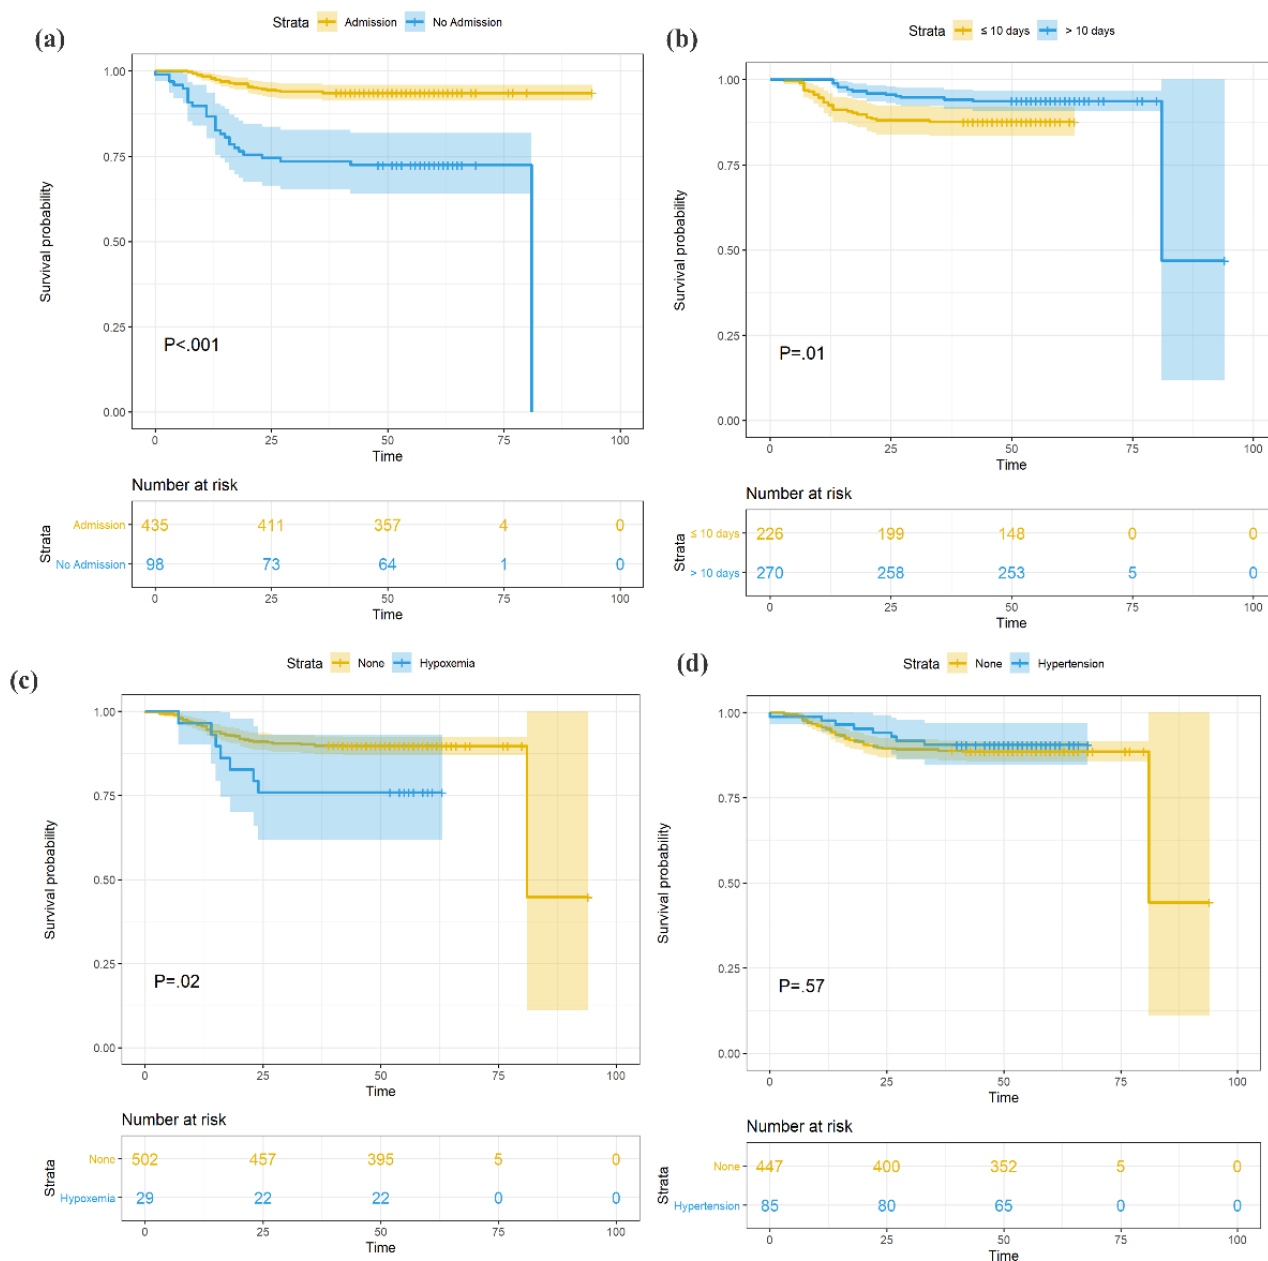 (a)
Strata Admission No Admission
1.00
0.75
0.50
0.25
0.00
Survival probability
P<.001
0 25 50 75 100
Time
Number at risk
Strata
Admission 435 411 357 4 0
No Admission 98 73 64 1 0
0 25 50 75 100
Time
(b)
Strata ≤ 10 days > 10 days
1.00
0.75
0.50
0.25
0.00
Survival probability
P=.01
0 25 50 75 100
Time
Number at risk
Strata
≤ 10 days 226 199 148 0 0
> 10 days 270 258 253 5 0
0 25 50 75 100
Time
(c)
Strata None Hypoxemia
1.00
0.75
0.50
0.25
0.00
Survival probability
P=.02
0 25 50 75 100
Time
Number at risk
Strata
None 502 457 395 5 0
Hypoxemia 29 22 22 0 0
0 25 50 75 100
Time
(d)
Strata None Hypertension
1.00
0.75
0.50
0.25
0.00
Survival probability
P=.57
0 25 50 75 100
Time
Number at risk
Strata
None 447 400 352 5 0
Hypertension 85 80 65 0 0
0 25 50 75 100
Time